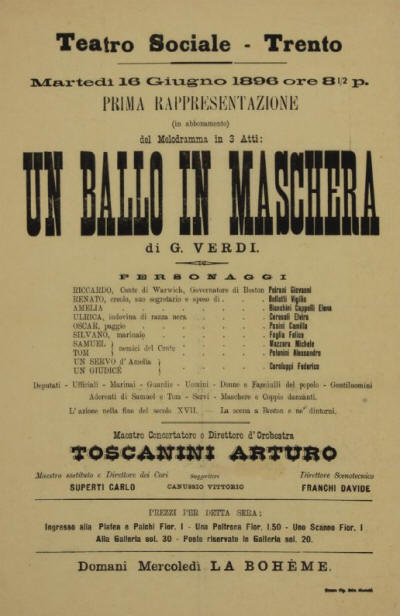 Teatro Sociale - Trento
Martedì 16 Giugno 1896 ore 8 1/2 p.
PRIMA RAPPRESENTAZIONE
(in abbonamento)
del Melodramma in 3 Atti:
UN BALLO IN MASCHERA
di G. VERDI.
PERSONAGGI
RICCARDO, Conte di Warwich, Governatore di Boston Peirani Giovanni
RENATO, creolo, suo segretario e sposo di . . Bellatti Vigilio
AMELIA . . . . . Bianchini Cappelli Elena
ULRICA, indovina di razza nera . . . Ceresoli Elvira
OSCAR, paggio . . . . . Pasini Camilla
SILVANO, marinaio . . . . Foglia Felice
SAMUEL } nemici del Conte . . . Mazzara Michele
TOM } . . . Polonini Alessandro
UN SERVO d'Amelia } . . . Coroluppi Federico
UN GIUDICE }
Deputati - Ufficiali - Marinai - Guardie - Uomini - Donne e Fanciulli del popolo - Gentiluomini
Aderenti di Samuel e Tom - Servi - Maschere e Coppie danzanti.
L'azione nella fine del secolo XVII. — La scena a Boston e ne' dintorni.
Maestro Concertatore e Direttore d'Orchestra
TOSCANINI ARTURO
Maestro sostituto e Direttore dei Cori Suggeritore Direttore Scenotecnico
SUPERTI CARLO CANUSSIO VITTORIO FRANCHI DAVIDE
PREZZI PER DETTA SERA:
Ingresso alla Platea e Palchi Fior. 1 - Una Poltrona Fior. 1.50 - Uno Scanno Fior. 1
Alla Galleria sol. 30 - Posto riservato in Galleria sol. 20.
Domani Mercoledì LA BOHÈME.